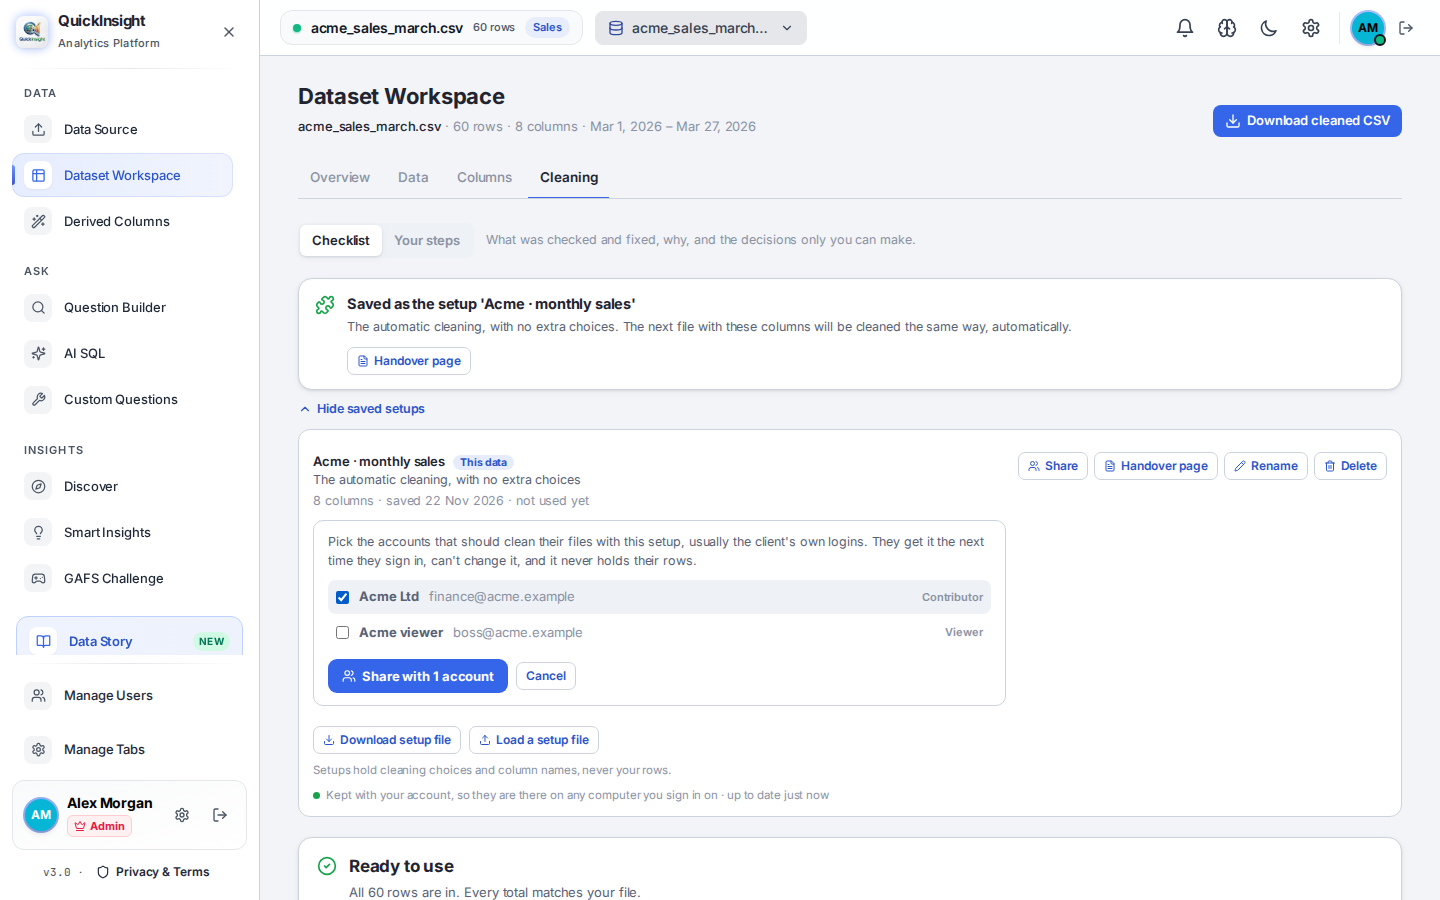 QuickInsight
Analytics Platform
DATA
Data Source
Dataset Workspace
Derived Columns
ASK
Question Builder
AI SQL
Custom Questions
INSIGHTS
Discover
Smart Insights
GAFS Challenge
Data Story NEW
Manage Users
Manage Tabs
AM Alex Morgan
Admin
v3.0 · Privacy & Terms
acme_sales_march.csv 60 rows Sales
acme_sales_march...
AM
Dataset Workspace
acme_sales_march.csv · 60 rows · 8 columns · Mar 1, 2026 – Mar 27, 2026
Download cleaned CSV
Overview Data Columns Cleaning
Checklist Your steps What was checked and fixed, why, and the decisions only you can make.
Saved as the setup 'Acme · monthly sales'
The automatic cleaning, with no extra choices. The next file with these columns will be cleaned the same way, automatically.
Handover page
Hide saved setups
Acme · monthly sales This data
The automatic cleaning, with no extra choices
8 columns · saved 22 Nov 2026 · not used yet
Share Handover page Rename Delete
Pick the accounts that should clean their files with this setup, usually the client's own logins. They get it the next
time they sign in, can't change it, and it never holds their rows.
Acme Ltd finance@acme.example Contributor
Acme viewer boss@acme.example Viewer
Share with 1 account Cancel
Download setup file Load a setup file
Setups hold cleaning choices and column names, never your rows.
Kept with your account, so they are there on any computer you sign in on · up to date just now
Ready to use
All 60 rows are in. Every total matches your file.